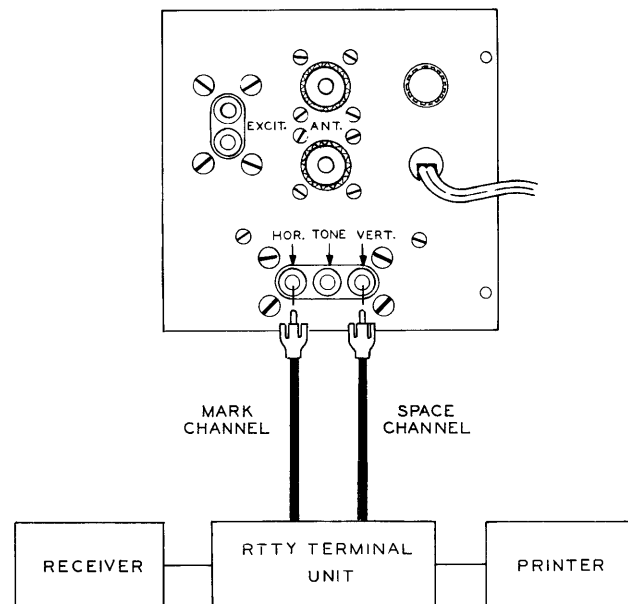 EXCIT. ANT.
HOR. TONE VERT.
MARK
CHANNEL
SPACE
CHANNEL
RECEIVER
RTTY TERMINAL
UNIT
PRINTER